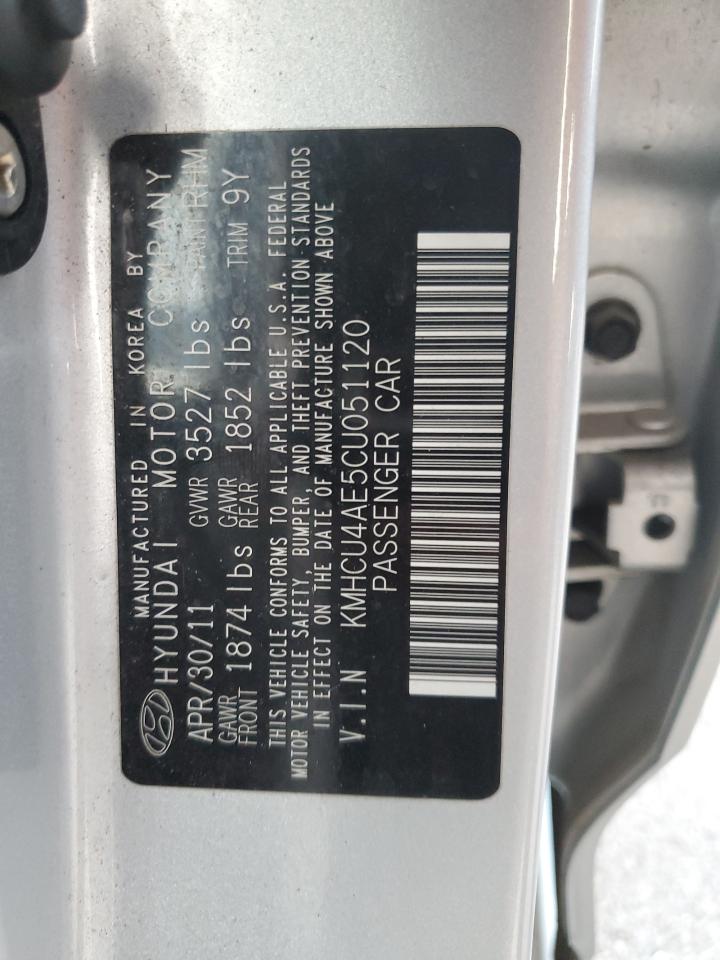 MANUFACTURED IN KOREA BY
HYUNDAI MOTOR COMPANY
APR/30/11 GVWR 3527 lbs PAINT RHM
GAWR FRONT 1874 lbs GAWR REAR 1852 lbs TRIM 9Y
THIS VEHICLE CONFORMS TO ALL APPLICABLE U.S.A. FEDERAL
MOTOR VEHICLE SAFETY, BUMPER, AND THEFT PREVENTION STANDARDS
IN EFFECT ON THE DATE OF MANUFACTURE SHOWN ABOVE
V.I.N KMHCU4AE5CU051120
PASSENGER CAR